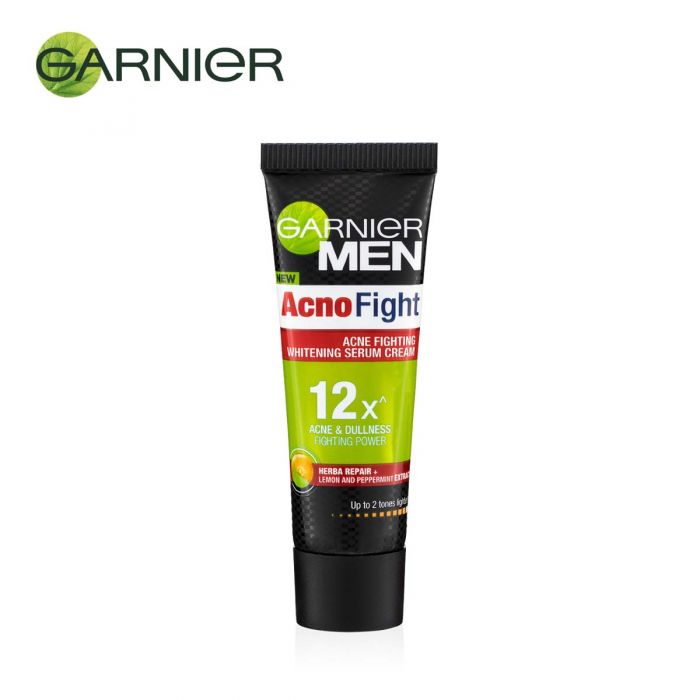 GARNIER
GARNIER
MEN
NEW
AcnoFight
ACNE FIGHTING
WHITENING SERUM CREAM
12x^
ACNE & DULLNESS
FIGHTING POWER
HERBA REPAIR +
LEMON AND PEPPERMINT EXTRACT
Up to 2 tones